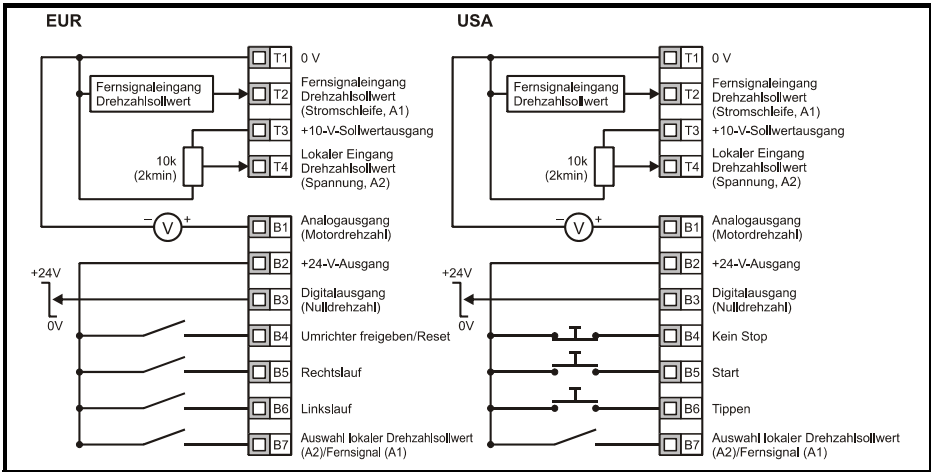 EUR
T1 0 V
Fernsignaleingang
Drehzahlsollwert
T2 Fernsignaleingang
Drehzahlsollwert
(Stromschleife, A1)
T3 +10-V-Sollwertausgang
10k
(2kmin)
T4 Lokaler Eingang
Drehzahlsollwert
(Spannung, A2)
– V +
B1 Analogausgang
(Motordrehzahl)
B2 +24-V-Ausgang
+24V
0V
B3 Digitalausgang
(Nulldrehzahl)
B4 Umrichter freigeben/Reset
B5 Rechtslauf
B6 Linkslauf
B7 Auswahl lokaler Drehzahlsollwert
(A2)/Fernsignal (A1)
USA
T1 0 V
Fernsignaleingang
Drehzahlsollwert
T2 Fernsignaleingang
Drehzahlsollwert
(Stromschleife, A1)
T3 +10-V-Sollwertausgang
10k
(2kmin)
T4 Lokaler Eingang
Drehzahlsollwert
(Spannung, A2)
– V +
B1 Analogausgang
(Motordrehzahl)
B2 +24-V-Ausgang
+24V
0V
B3 Digitalausgang
(Nulldrehzahl)
B4 Kein Stop
B5 Start
B6 Tippen
B7 Auswahl lokaler Drehzahlsollwert
(A2)/Fernsignal (A1)